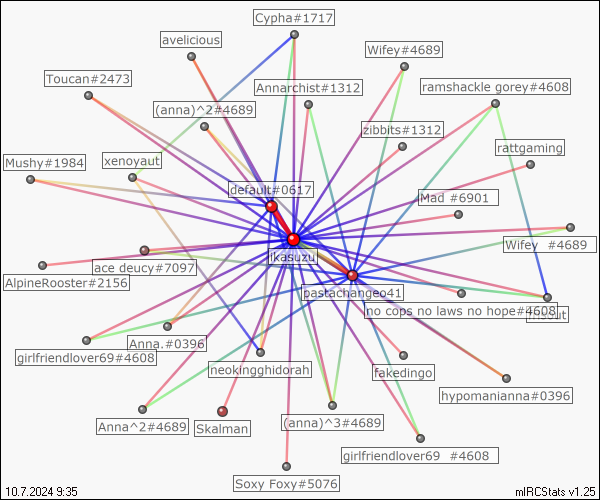 Cypha#1717
avelicious
Wifey#4689
Toucan#2473
Annarchist#1312
ramshackle gorey#4608
(anna)^2#4689
zibbits#1312
rattgaming
Mushy#1984
xenoyaut
default#0617
Mad #6901
Wifey  #4689
ikasuzu
ace deucy#7097
AlpineRooster#2156
pastachangeo41
no cops no laws no hope#4608
Anna.#0396
girlfriendlover69#4608
neokingghidorah
fakedingo
hypomanianna#0396
Anna^2#4689
Skalman
(anna)^3#4689
girlfriendlover69  #4608
Soxy Foxy#5076
10.7.2024 9:35
mIRCStats v1.25